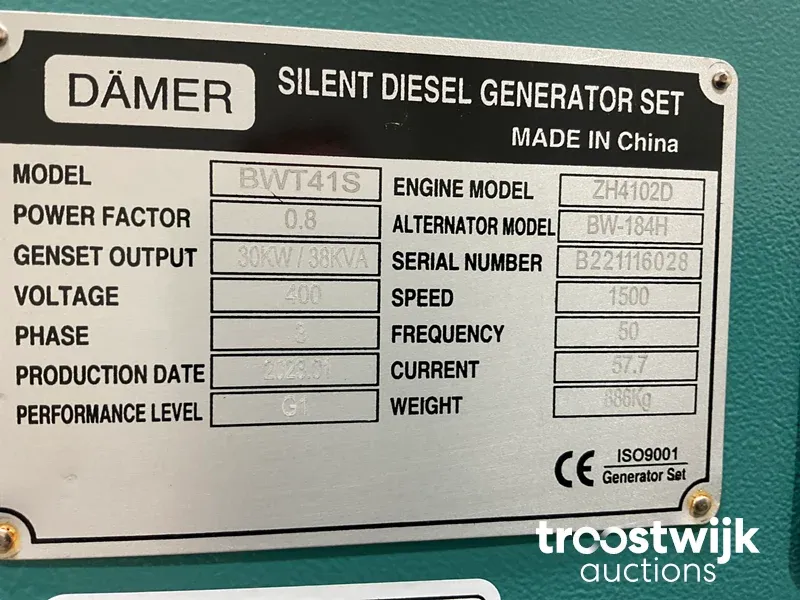 DÄMER
SILENT DIESEL GENERATOR SET
MADE IN China
MODEL BWT41S
POWER FACTOR 0.8
GENSET OUTPUT 30KW / 38KVA
VOLTAGE 400
PHASE 3
PRODUCTION DATE 2023.01
PERFORMANCE LEVEL G1
ENGINE MODEL ZH4102D
ALTERNATOR MODEL BW-184H
SERIAL NUMBER B221116028
SPEED 1500
FREQUENCY 50
CURRENT 57.7
WEIGHT 886Kg
CE ISO9001
Generator Set
troostwijk
auctions